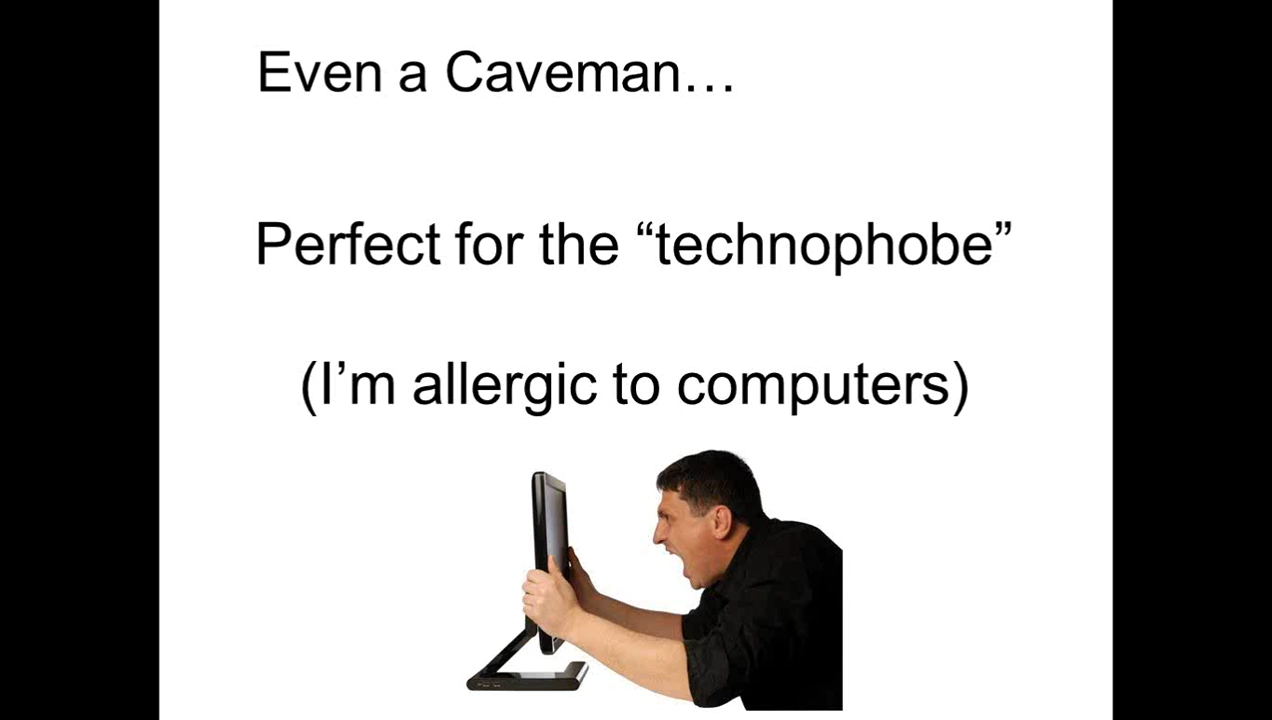 Even a Caveman…
Perfect for the “technophobe”
(I’m allergic to computers)